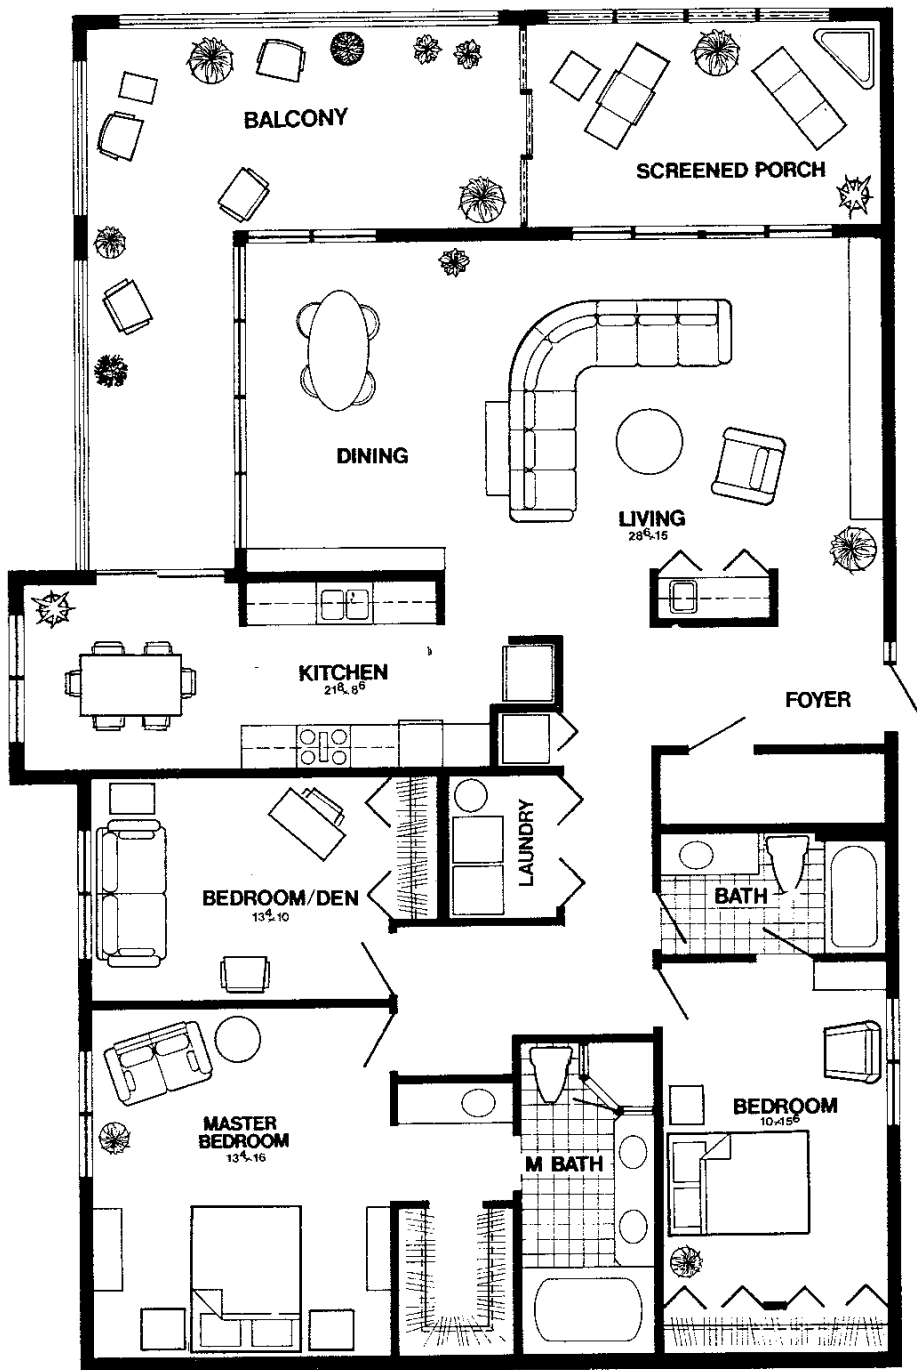 BALCONY
SCREENED PORCH
DINING
LIVING
28⁶×15
KITCHEN
21⁸×8⁶
FOYER
LAUNDRY
BEDROOM/DEN
13⁴×10
BATH
MASTER
BEDROOM
13⁴×16
M BATH
BEDROOM
10×15⁶